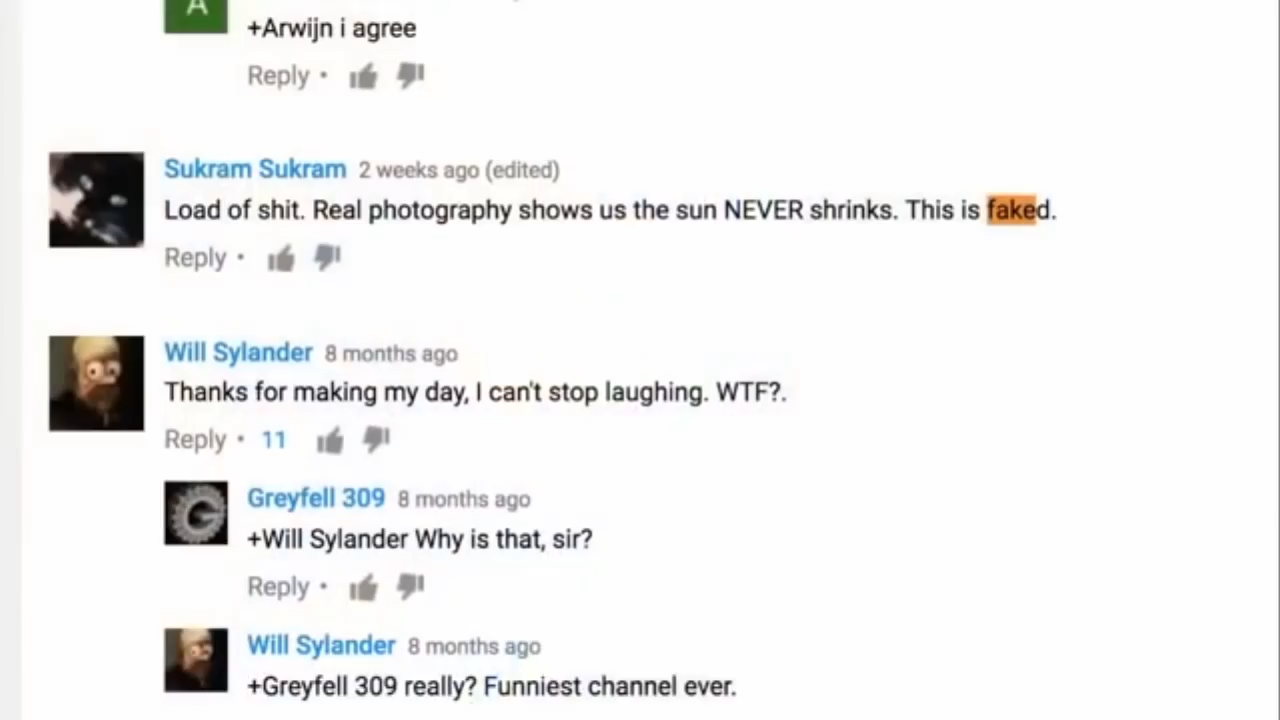 A
+Arwijn i agree
Reply •
Sukram Sukram 2 weeks ago (edited)
Load of shit. Real photography shows us the sun NEVER shrinks. This is faked.
Reply •
Will Sylander 8 months ago
Thanks for making my day, I can't stop laughing. WTF?.
Reply • 11
Greyfell 309 8 months ago
+Will Sylander Why is that, sir?
Reply •
Will Sylander 8 months ago
+Greyfell 309 really? Funniest channel ever.